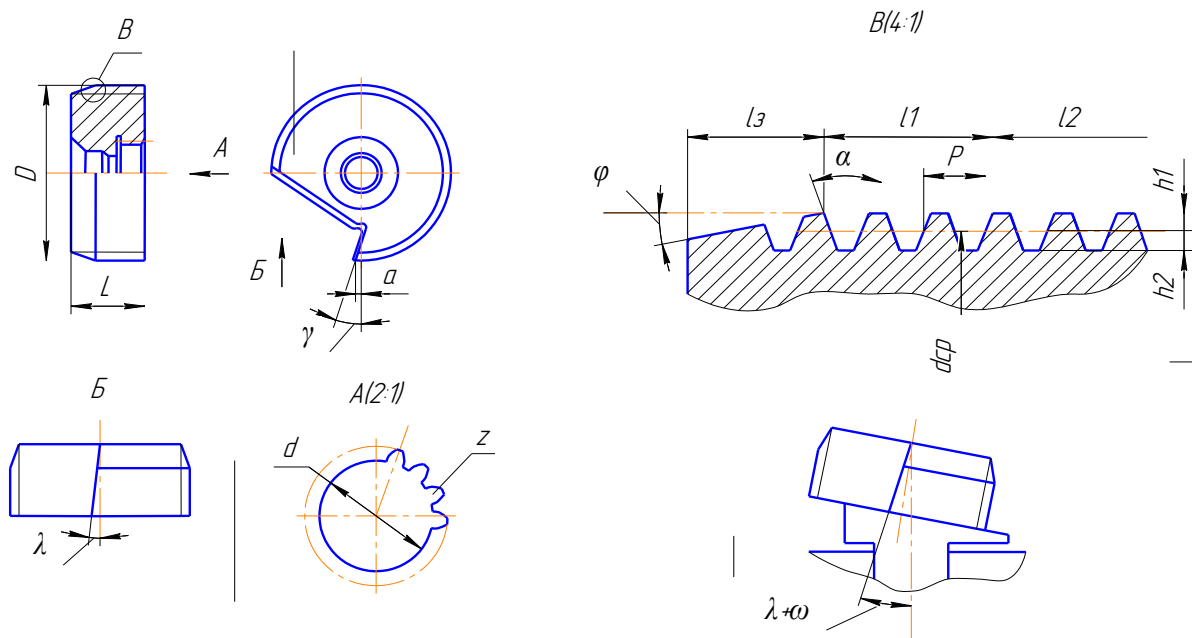 В
В(4:1)
D
А
L
Б
a
γ
lз
l1
l2
φ
α
P
h1
h2
dср
Б
λ
А(2:1)
d
z
λ+ω